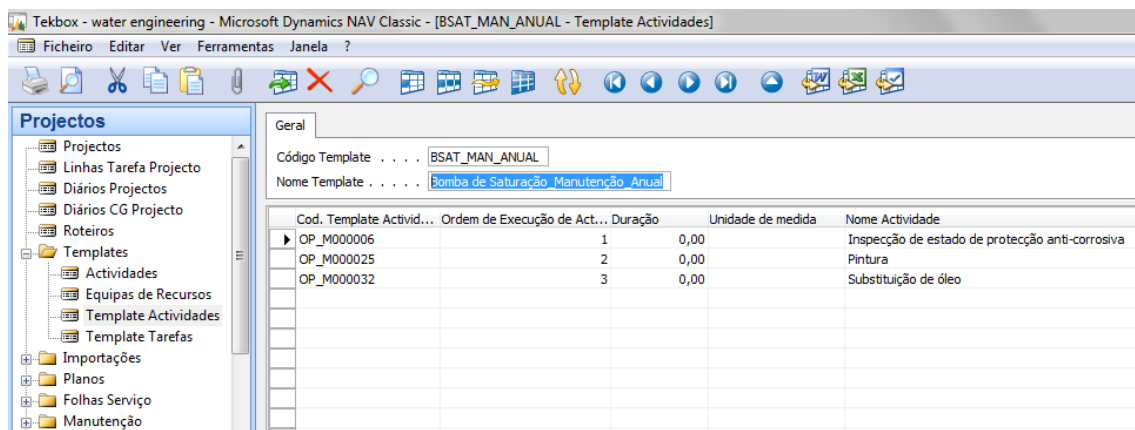 Tekbox - water engineering - Microsoft Dynamics NAV Classic - [BSAT_MAN_ANUAL - Template Actividades]
Ficheiro Editar Ver Ferramentas Janela ?
Projectos
Projectos
Linhas Tarefa Projecto
Diários Projectos
Diários CG Projecto
Roteiros
Templates
Actividades
Equipas de Recursos
Template Actividades
Template Tarefas
Importações
Planos
Folhas Serviço
Manutenção
Geral
Código Template . . . . BSAT_MAN_ANUAL
Nome Template . . . . . Bomba de Saturação_Manutenção_Anual
Cod. Template Activid... Ordem de Execução de Act... Duração Unidade de medida Nome Actividade
OP_M000006 1 0,00 Inspecção de estado de protecção anti-corrosiva
OP_M000025 2 0,00 Pintura
OP_M000032 3 0,00 Substituição de óleo